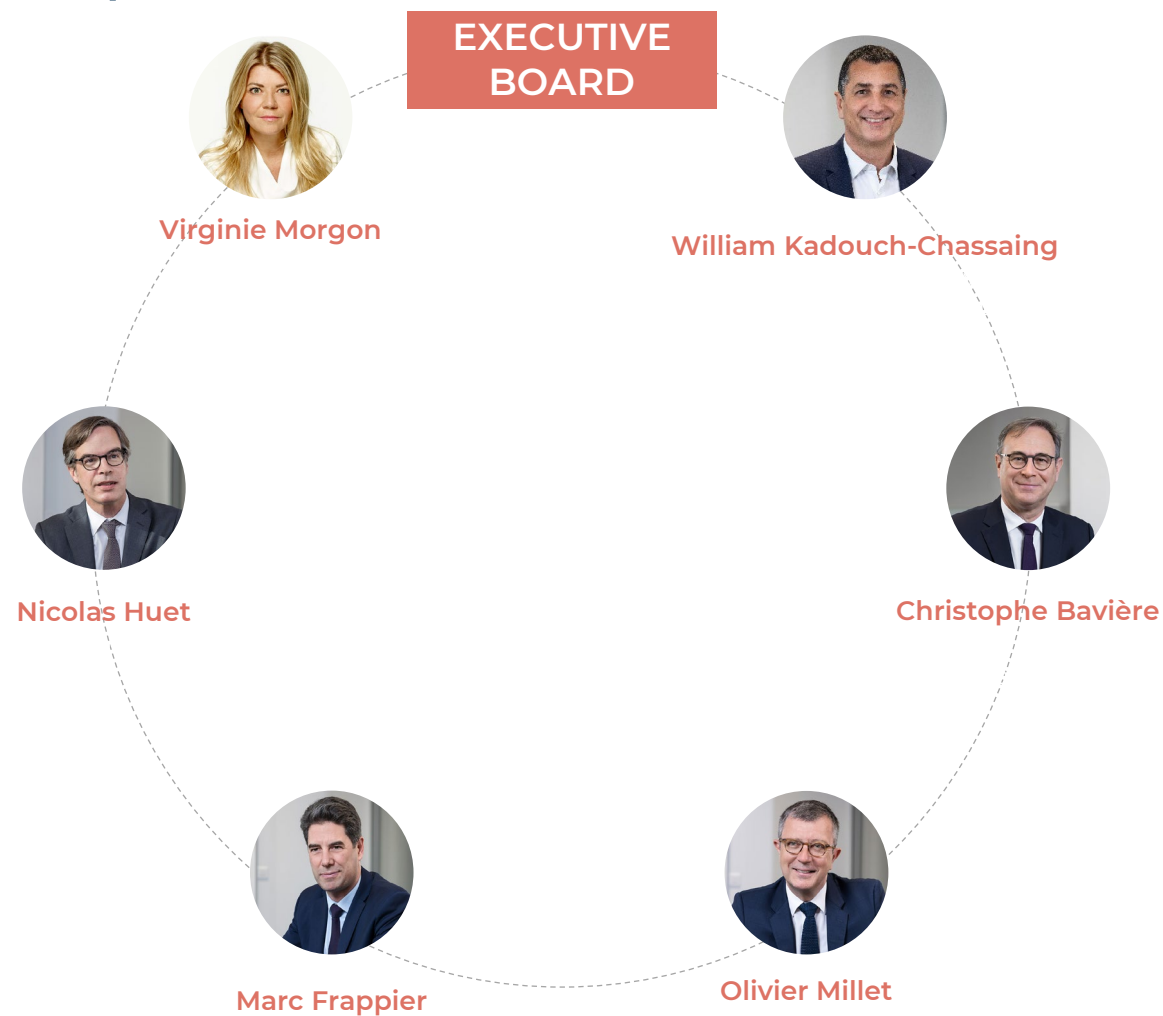 EXECUTIVE
BOARD
Virginie Morgon
William Kadouch-Chassaing
Nicolas Huet
Christophe Bavière
Marc Frappier
Olivier Millet